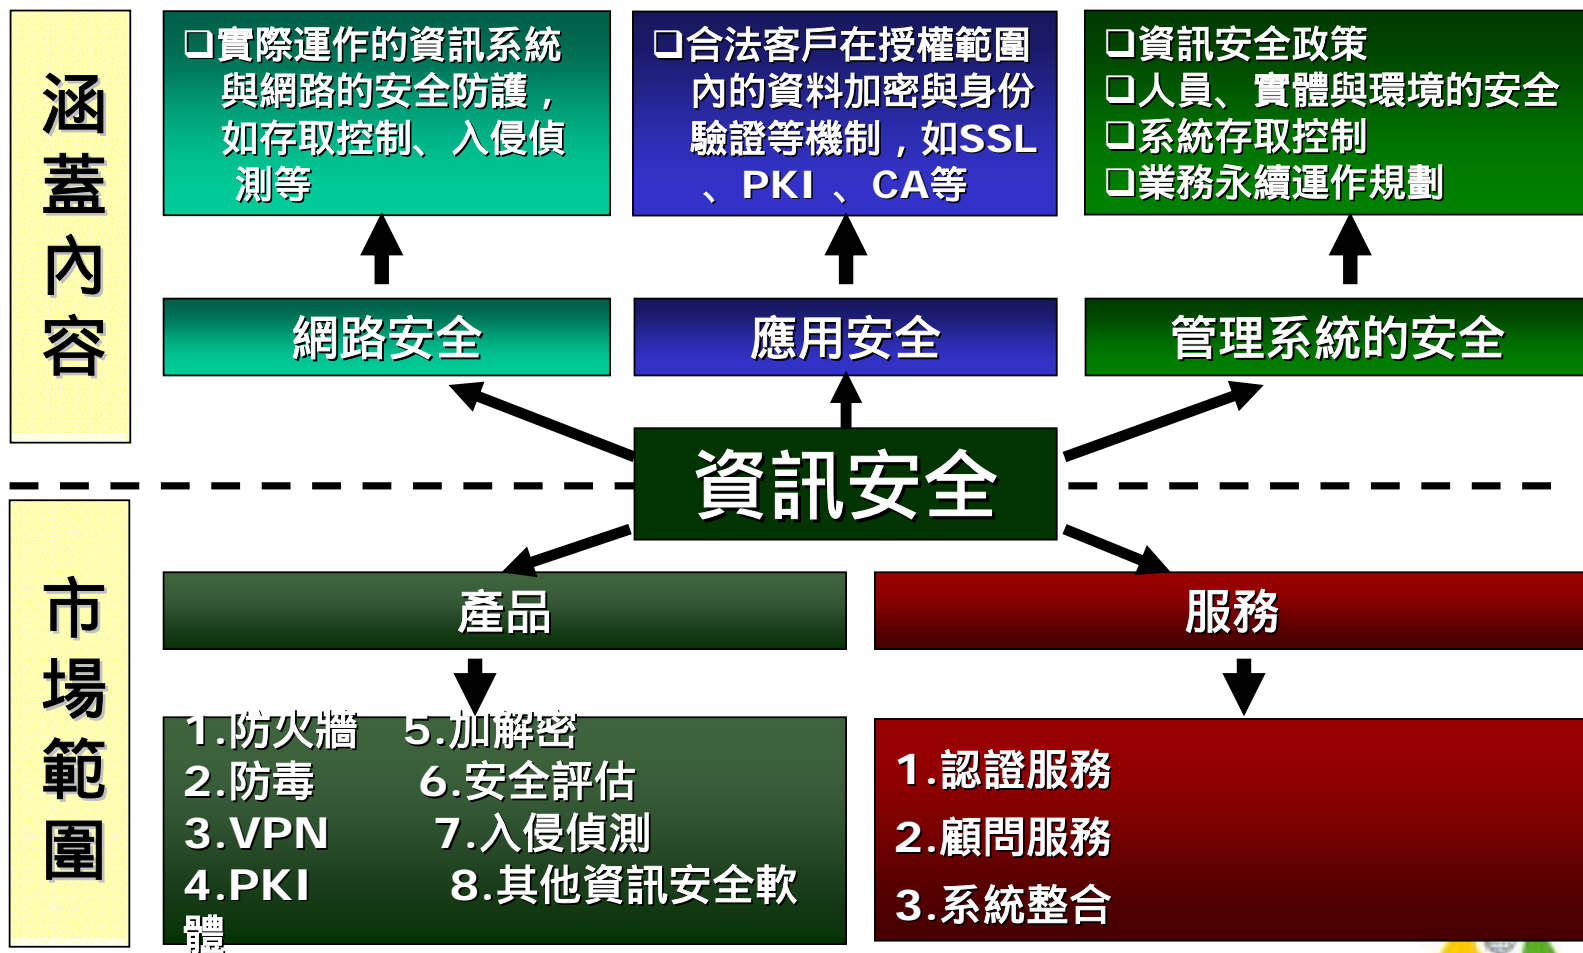 涵蓋內容
❑實際運作的資訊系統
與網路的安全防護，
如存取控制、入侵偵
測等
❑合法客戶在授權範圍
內的資料加密與身份
驗證等機制，如SSL
、PKI 、CA等
❑資訊安全政策
❑人員、實體與環境的安全
❑系統存取控制
❑業務永續運作規劃
網路安全
應用安全
管理系統的安全
資訊安全
市場範圍
產品
服務
1.防火牆 5.加解密
2.防毒 6.安全評估
3.VPN 7.入侵偵測
4.PKI 8.其他資訊安全軟
體
1.認證服務
2.顧問服務
3.系統整合